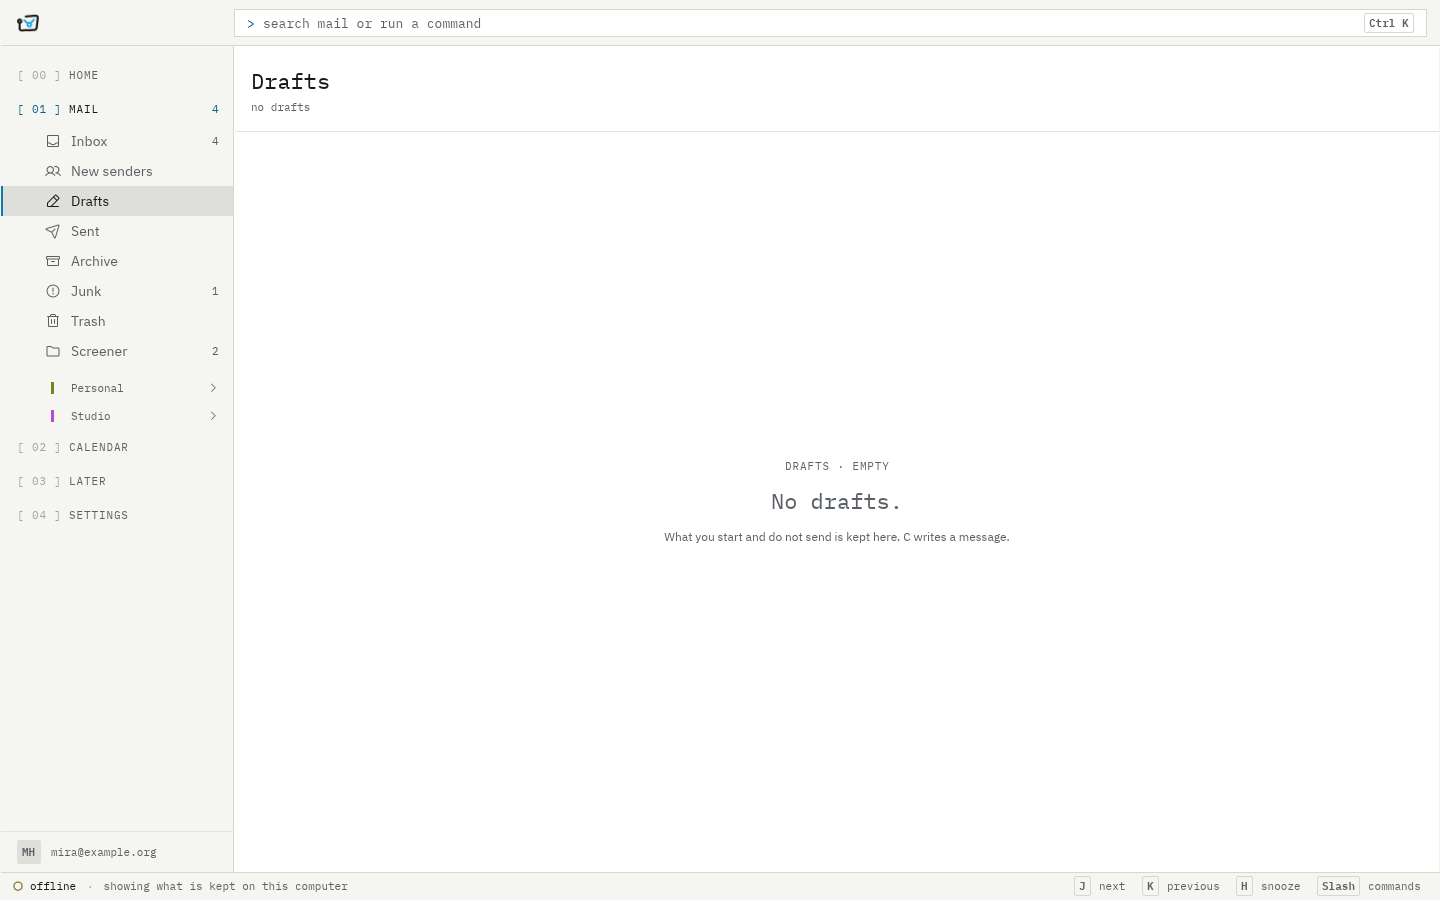 > search mail or run a command Ctrl K
[ 00 ] HOME
[ 01 ] MAIL 4
Inbox 4
New senders
Drafts
Sent
Archive
Junk 1
Trash
Screener 2
Personal
Studio
[ 02 ] CALENDAR
[ 03 ] LATER
[ 04 ] SETTINGS
MH mira@example.org
Drafts
no drafts
DRAFTS · EMPTY
No drafts.
What you start and do not send is kept here. C writes a message.
offline · showing what is kept on this computer
J next K previous H snooze Slash commands